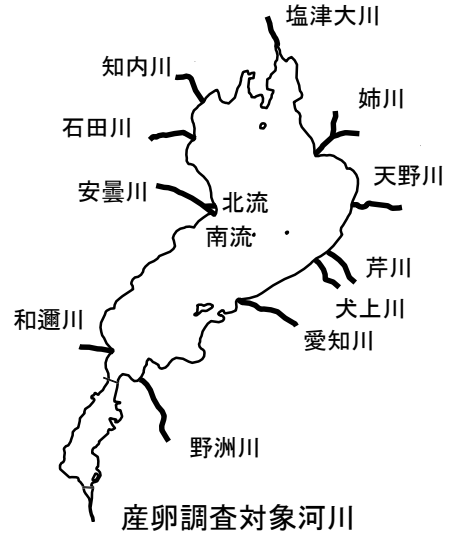 塩津大川
知内川
姉川
石田川
天野川
安曇川
北流
南流
芹川
犬上川
和邇川
愛知川
野洲川
産卵調査対象河川